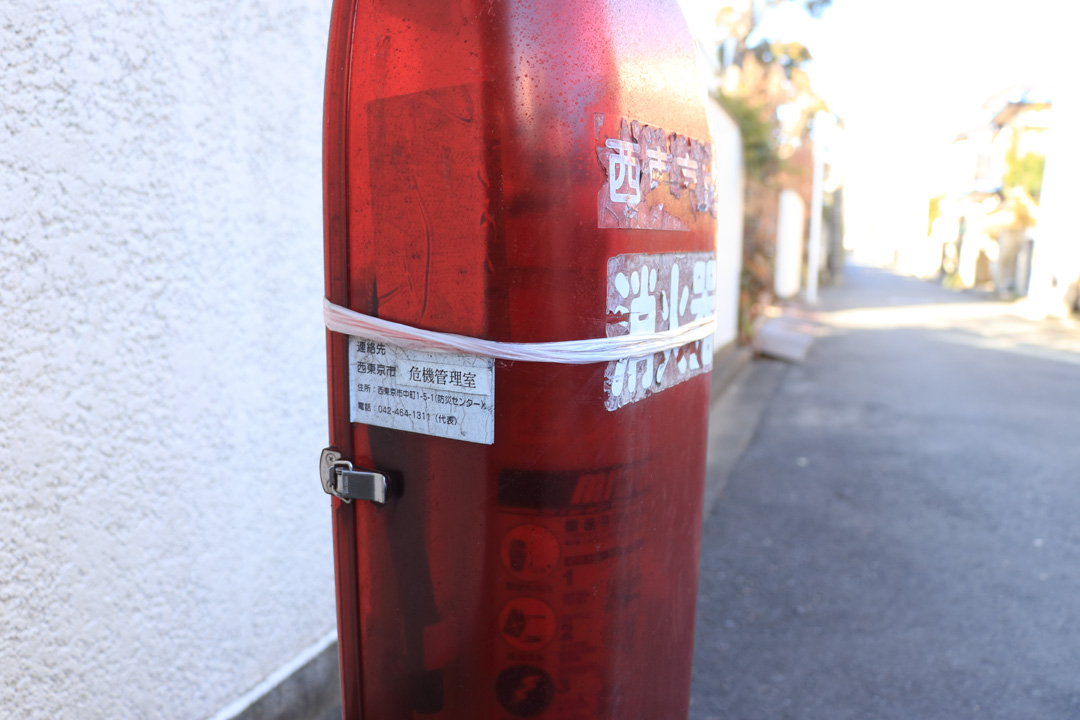 西東京
消火器
連絡先
西東京市 危機管理室
住所：西東京市中町1-5-1(防災センター)
電話：042-464-1311（代表）
1
2